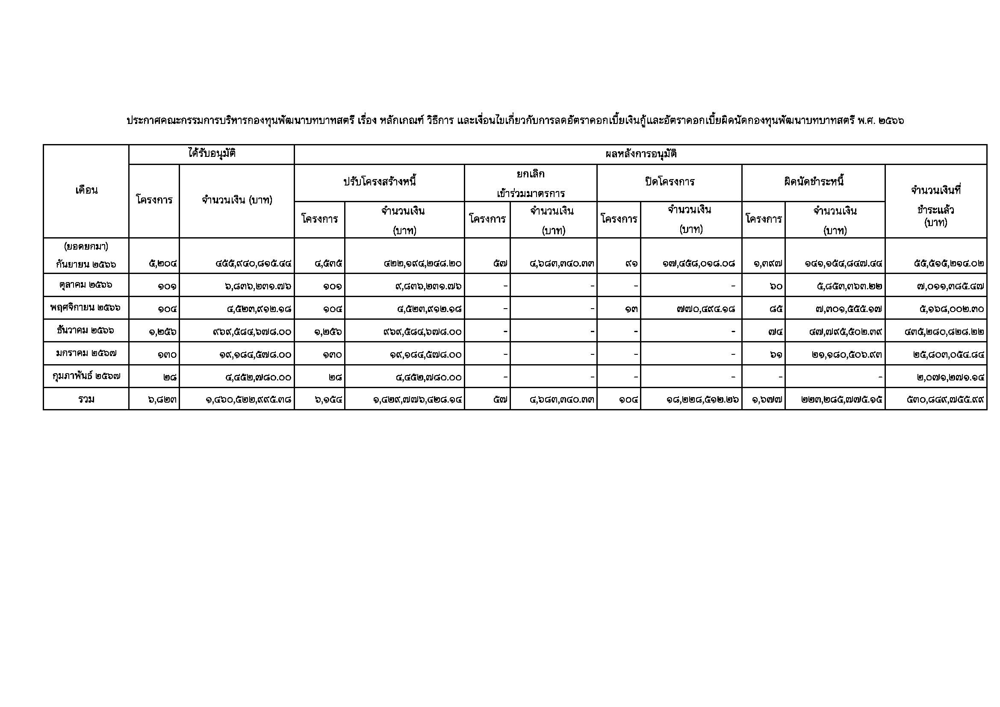 ประกาศคณะกรรมการบริหารกองทุนพัฒนาบทบาทสตรี เรื่อง หลักเกณฑ์ วิธีการ และเงื่อนไขเกี่ยวกับการลดอัตราดอกเบี้ยเงินกู้และอัตราดอกเบี้ยผิดนัดกองทุนพัฒนาบทบาทสตรี พ.ศ. ๒๕๖๖
เดือน ได้รับอนุมัติ ผลหลังการอนุมัติ
โครงการ จำนวนเงิน (บาท) ปรับโครงสร้างหนี้ ยกเลิก เข้าร่วมมาตรการ ปิดโครงการ ผิดนัดชำระหนี้ จำนวนเงินที่ ชำระแล้ว (บาท)
โครงการ จำนวนเงิน (บาท) โครงการ จำนวนเงิน (บาท) โครงการ จำนวนเงิน (บาท) โครงการ จำนวนเงิน (บาท)
(ยอดยกมา)
กันยายน ๒๕๖๖ ๕,๒๐๔ ๔๕๕,๙๔๐,๘๑๕.๔๔ ๔,๕๓๕ ๔๒๒,๑๙๔,๒๔๘.๒๐ ๕๗ ๔,๖๘๓,๓๔๐.๓๓ ๙๑ ๑๗,๔๕๘,๐๑๘.๐๘ ๑,๓๙๗ ๑๔๑,๑๕๔,๘๔๗.๔๔ ๕๕,๕๑๕,๒๑๔.๐๒
ตุลาคม ๒๕๖๖ ๑๐๑ ๖,๘๓๖,๒๓๑.๗๖ ๑๐๑ ๙,๘๓๖,๒๓๑.๗๖ - - - - ๖๐ ๕,๘๕๓,๓๖๓.๒๒ ๗,๐๑๑,๓๘๕.๔๗
พฤศจิกายน ๒๕๖๖ ๑๐๔ ๔,๕๒๓,๙๑๒.๑๘ ๑๐๔ ๔,๕๒๓,๙๑๒.๑๘ - - ๑๓ ๗๗๐,๔๙๔.๑๘ ๘๕ ๗,๓๐๑,๕๕๕.๑๗ ๕,๑๖๘,๐๐๒.๓๐
ธันวาคม ๒๕๖๖ ๑,๒๕๖ ๙๖๙,๕๘๔,๖๗๘.๐๐ ๑,๒๕๖ ๙๖๙,๕๘๔,๖๗๘.๐๐ - - - - ๗๔ ๔๗,๗๙๕,๕๐๒.๓๙ ๔๓๕,๒๘๐,๘๒๘.๒๒
มกราคม ๒๕๖๗ ๑๓๐ ๑๙,๑๘๔,๕๗๘.๐๐ ๑๓๐ ๑๙,๑๘๔,๕๗๘.๐๐ - - - - ๖๑ ๒๑,๑๘๐,๕๐๖.๙๓ ๒๕,๘๐๓,๐๕๔.๘๔
กุมภาพันธ์ ๒๕๖๗ ๒๘ ๔,๔๕๒,๗๘๐.๐๐ ๒๘ ๔,๔๕๒,๗๘๐.๐๐ - - - - - - ๒,๐๗๑,๒๗๑.๑๔
รวม ๖,๘๒๓ ๑,๔๖๐,๕๒๒,๙๙๕.๓๘ ๖,๑๕๔ ๑,๔๒๙,๗๗๖,๔๒๘.๑๔ ๕๗ ๔,๖๘๓,๓๔๐.๓๓ ๑๐๔ ๑๘,๒๒๘,๕๑๒.๒๖ ๑,๖๗๗ ๒๒๓,๒๘๕,๗๗๕.๑๕ ๕๓๐,๘๔๙,๗๕๕.๙๙